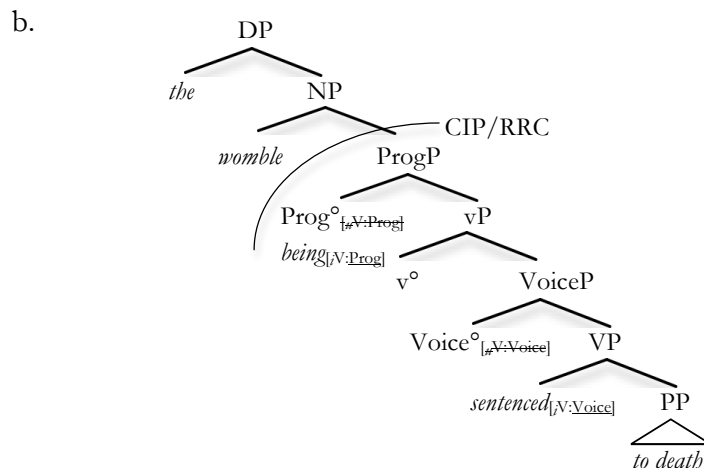 b.
DP
the
NP
womble
CIP/RRC
ProgP
Prog°[uV:Prog]
vP
being[iV:Prog]
v°
VoiceP
Voice°[uV:Voice]
VP
sentenced[iV:Voice]
PP
to death